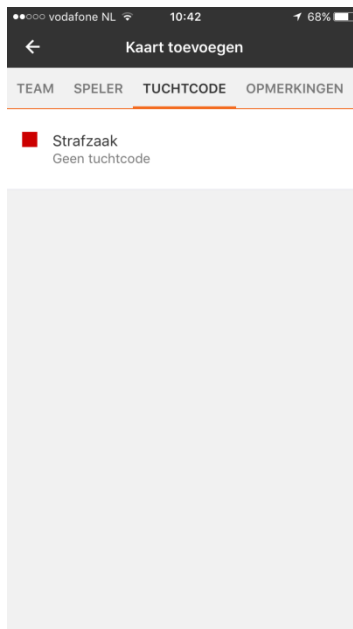 vodafone NL 10:42 68%
Kaart toevoegen
TEAM SPELER TUCHTCODE OPMERKINGEN
Strafzaak
Geen tuchtcode